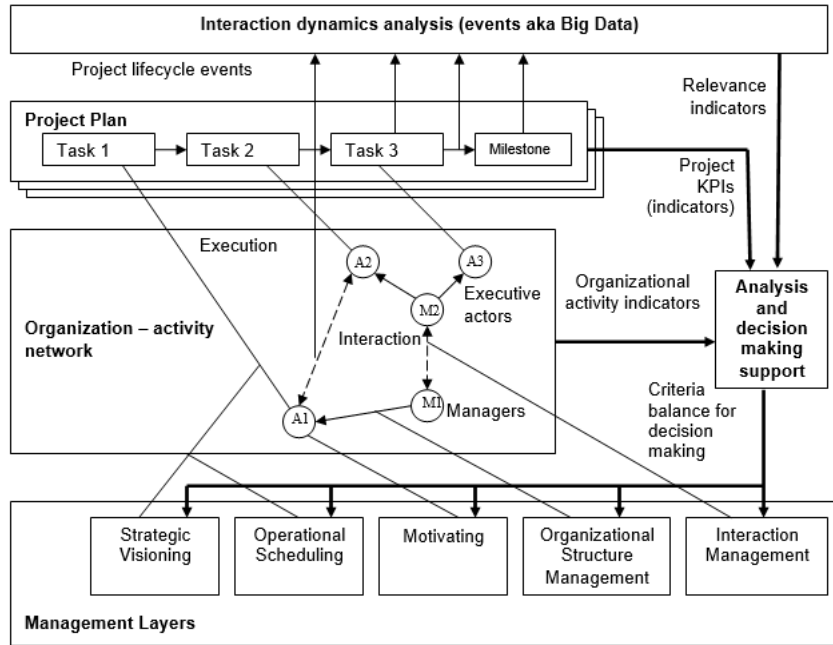 Interaction dynamics analysis (events aka Big Data)
Project lifecycle events
Relevance
indicators
Project Plan
Task 1
Task 2
Task 3
Milestone
Project
KPIs
(indicators)
Execution
A2
A3
Executive
actors
Organizational
activity indicators
Analysis
and
decision
making
support
M2
Organization – activity
network
Interaction
M1
Managers
A1
Criteria
balance for
decision
making
Strategic
Visioning
Operational
Scheduling
Motivating
Organizational
Structure
Management
Interaction
Management
Management Layers